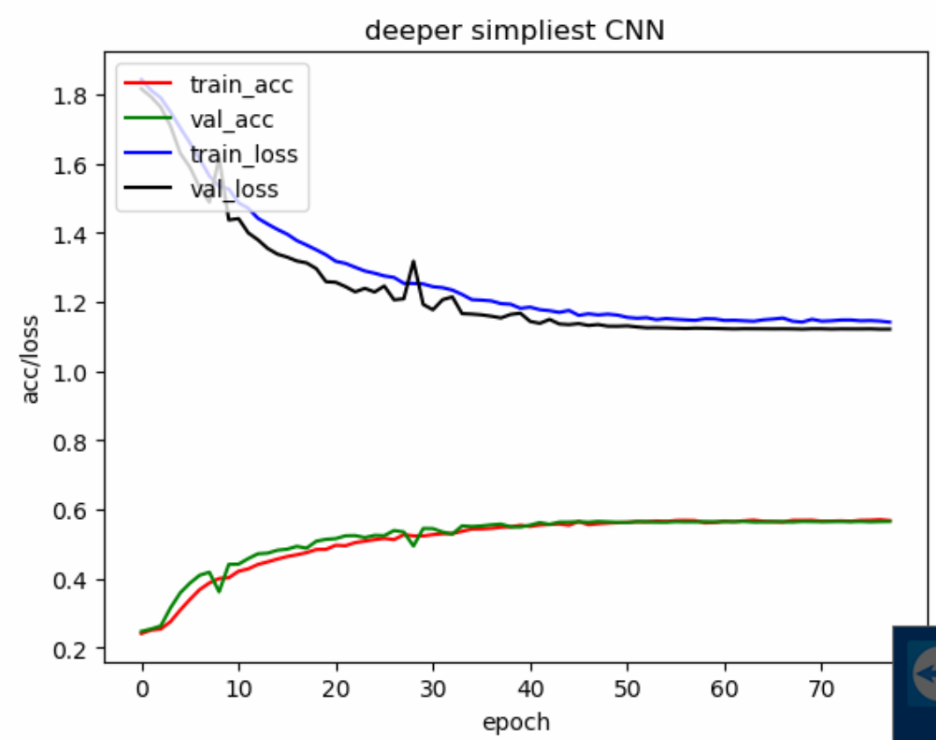 deeper simpliest CNN
train_acc
val_acc
train_loss
val_loss
1.8
1.6
1.4
1.2
1.0
0.8
0.6
0.4
0.2
acc/loss
0 10 20 30 40 50 60 70
epoch